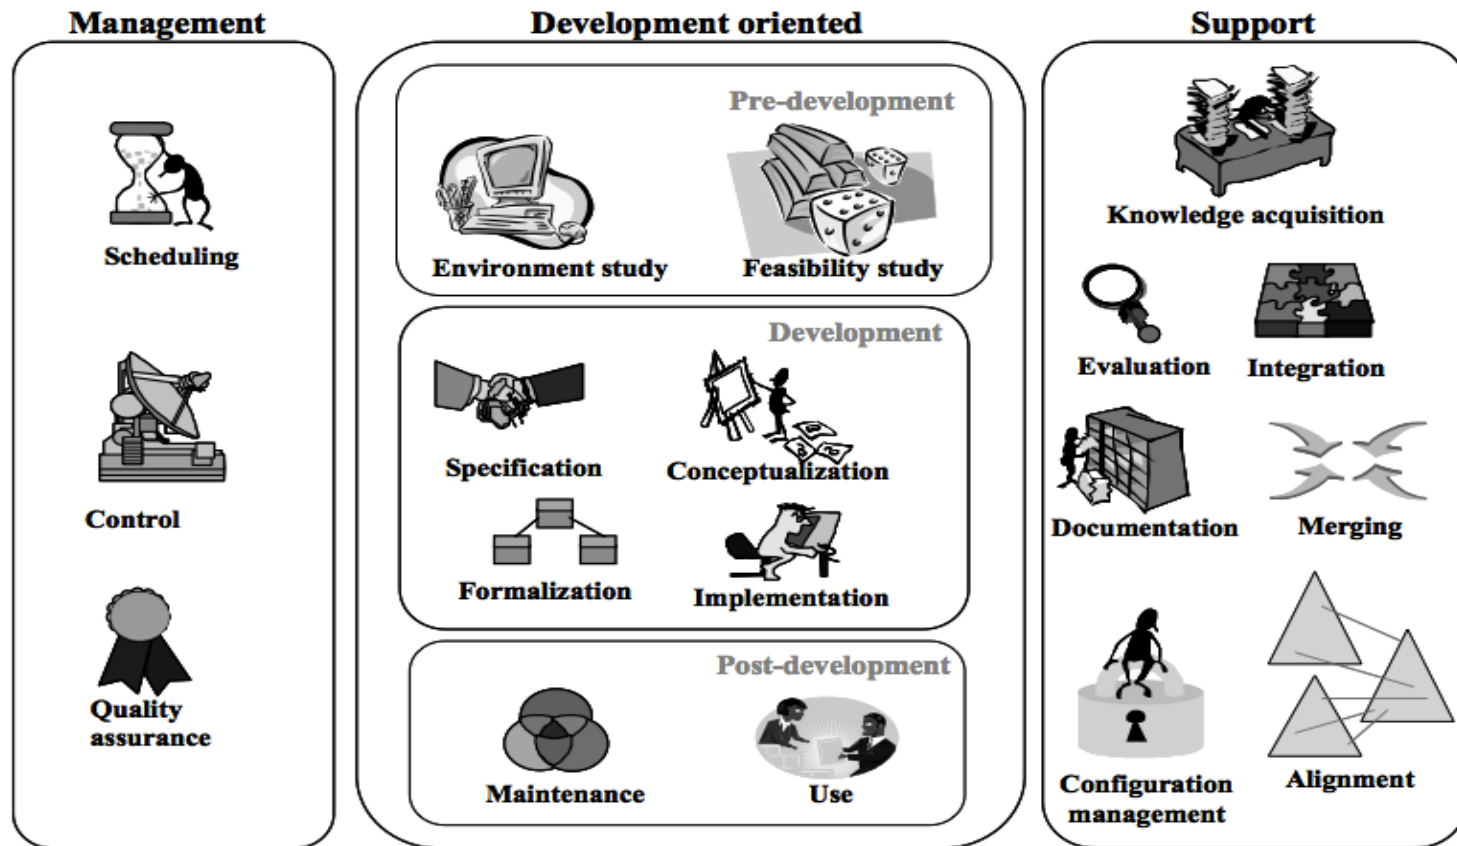 Management
Scheduling
Control
Quality
assurance
Development oriented
Pre-development
Environment study
Feasibility study
Development
Specification
Conceptualization
Formalization
Implementation
Post-development
Maintenance
Use
Support
Knowledge acquisition
Evaluation
Integration
Documentation
Merging
Configuration
management
Alignment